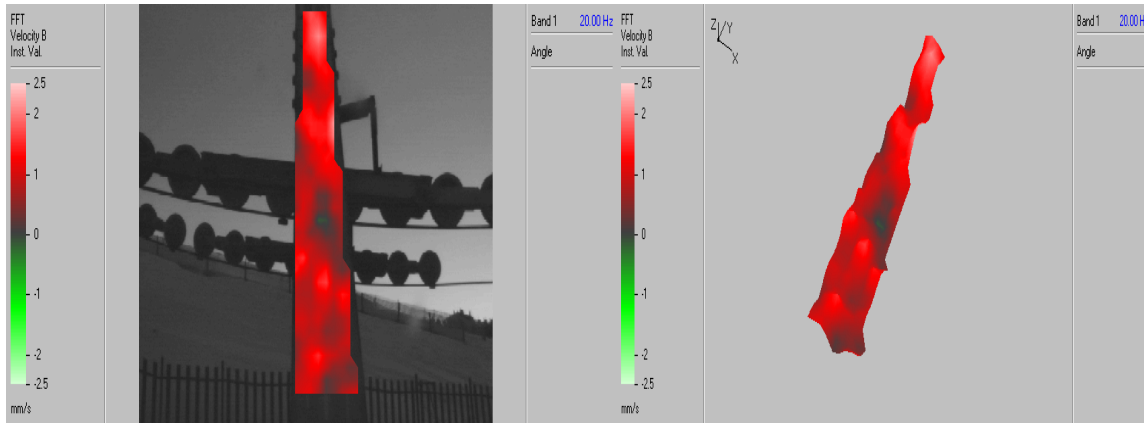 FFT
Velocity B
Inst. Val.
2.5
2
1
0
-1
-2
-2.5
mm/s
Band 1 20.00 Hz
Angle
FFT
Velocity B
Inst. Val.
2.5
2
1
0
-1
-2
-2.5
mm/s
Z Y
X
Band 1 20.00 H
Angle